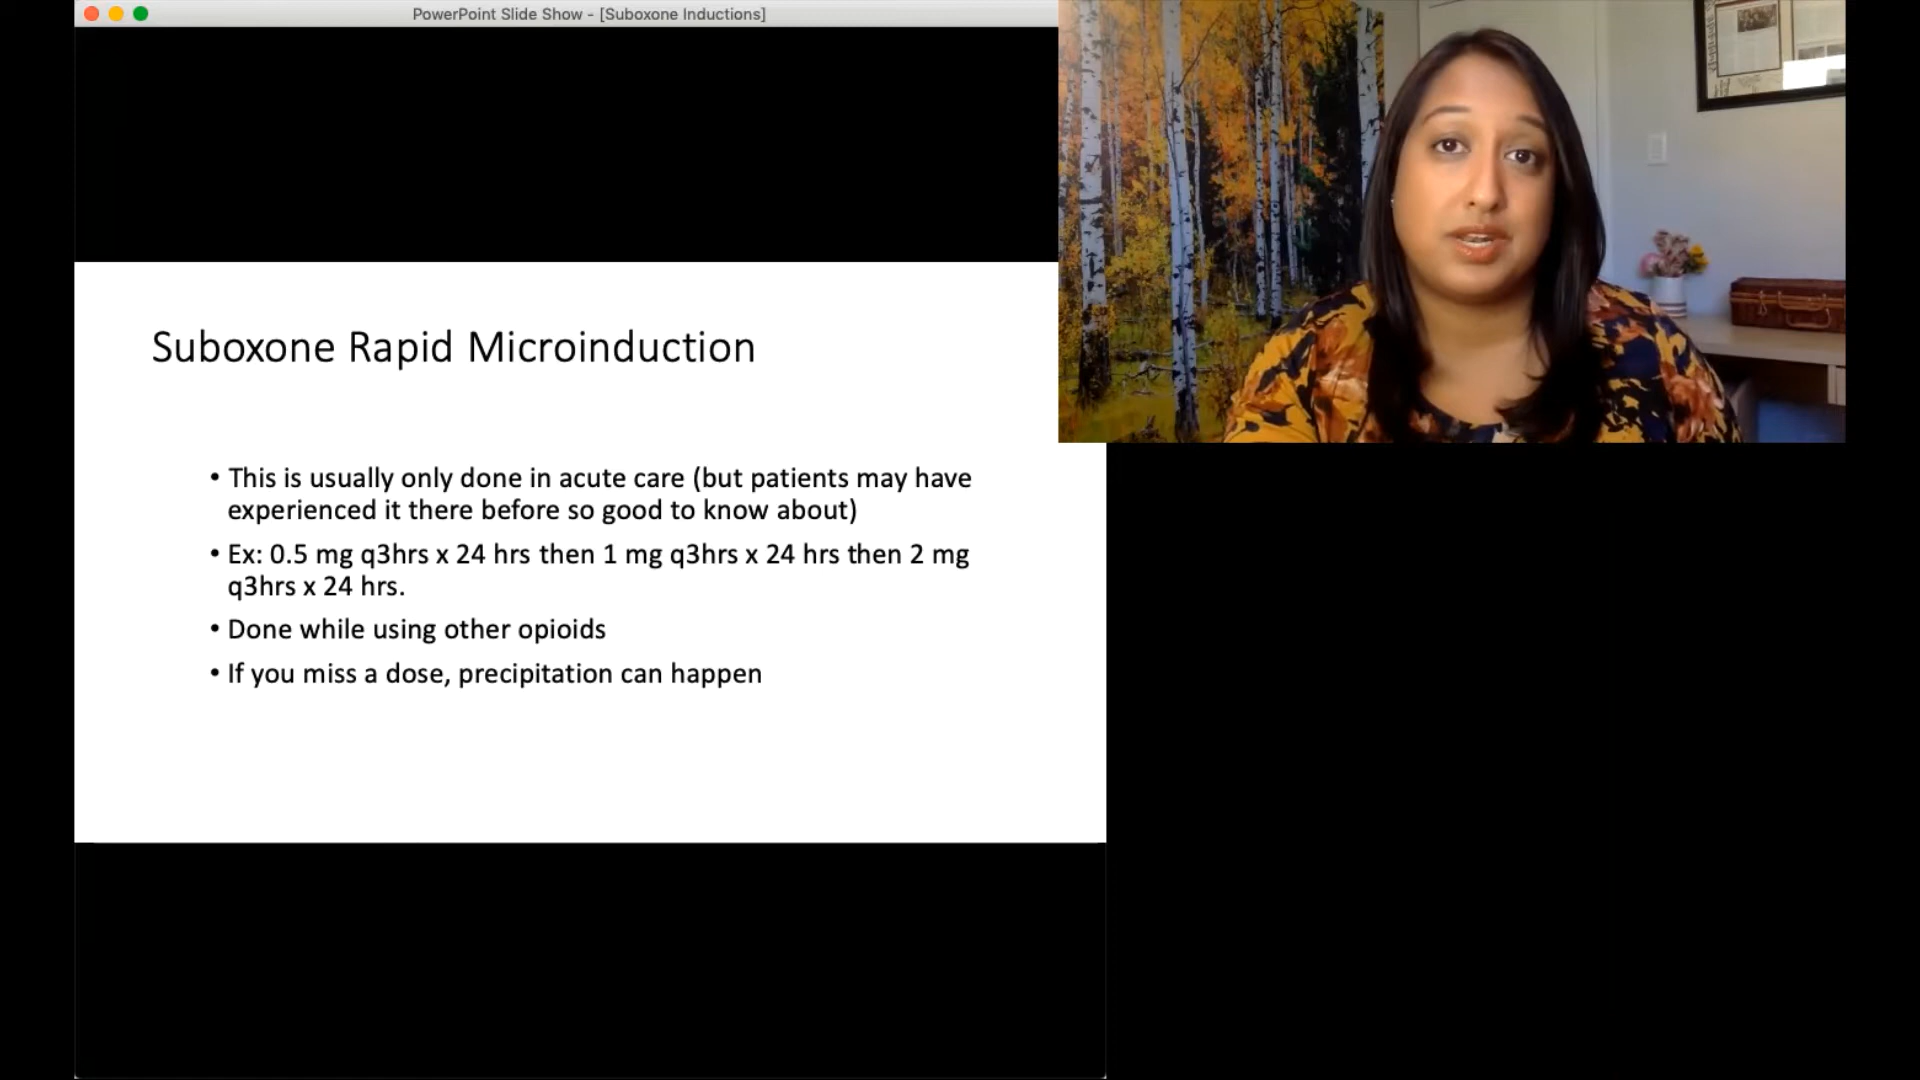 PowerPoint Slide Show - [Suboxone Inductions]
Suboxone Rapid Microinduction
• This is usually only done in acute care (but patients may have
experienced it there before so good to know about)
• Ex: 0.5 mg q3hrs x 24 hrs then 1 mg q3hrs x 24 hrs then 2 mg
q3hrs x 24 hrs.
• Done while using other opioids
• If you miss a dose, precipitation can happen